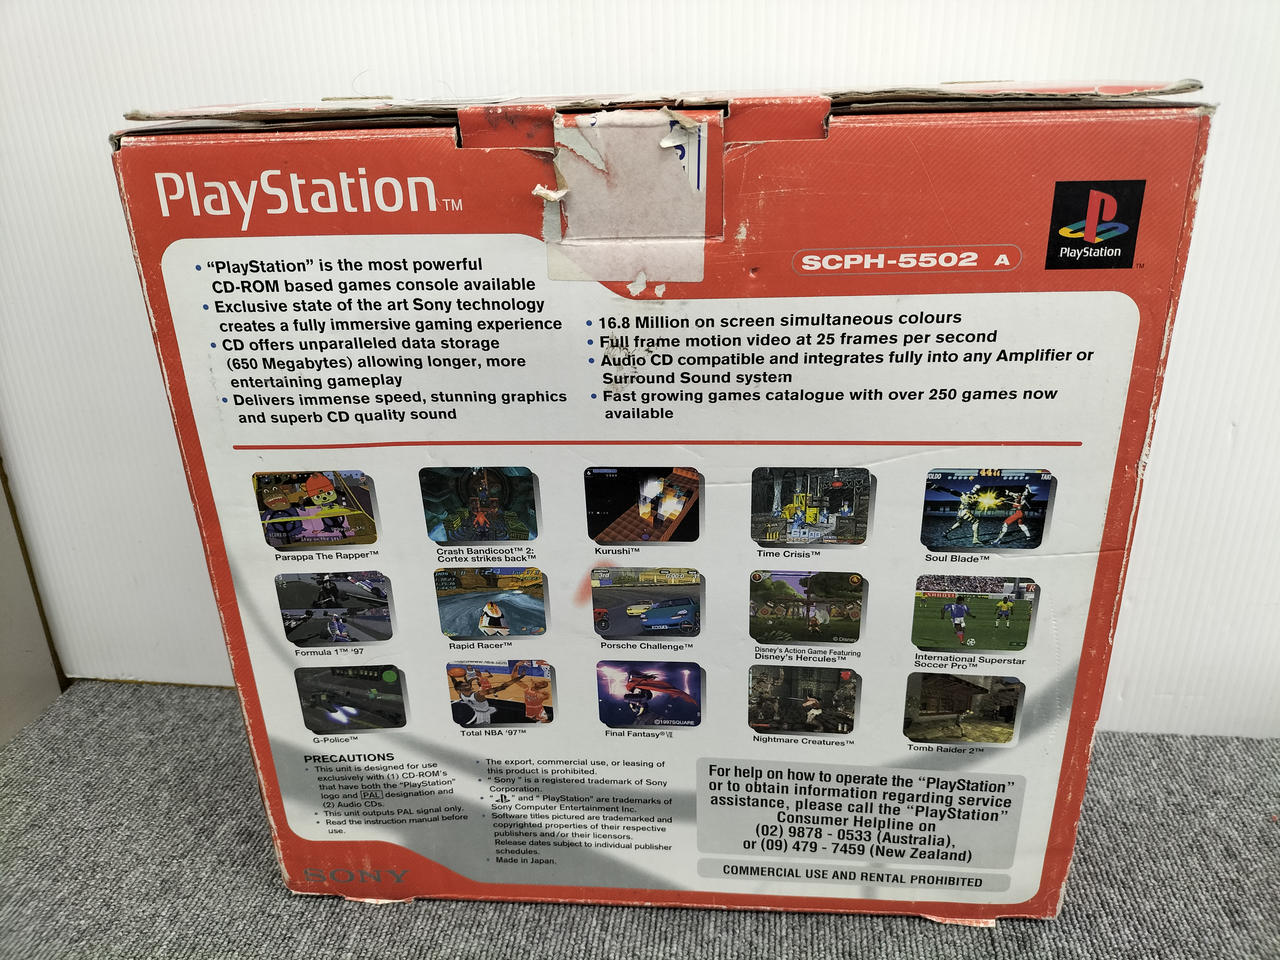 PlayStation™
PlayStation™
SCPH-5502 A
• “PlayStation” is the most powerful
CD-ROM based games console available
• Exclusive state of the art Sony technology
creates a fully immersive gaming experience
• CD offers unparalleled data storage
(650 Megabytes) allowing longer, more
entertaining gameplay
• Delivers immense speed, stunning graphics
and superb CD quality sound
• 16.8 Million on screen simultaneous colours
• Full frame motion video at 25 frames per second
• Audio CD compatible and integrates fully into any Amplifier or
Surround Sound system
• Fast growing games catalogue with over 250 games now
available
Parappa The Rapper™
Crash Bandicoot™ 2:
Cortex strikes back™
Kurushi™
Time Crisis™
Soul Blade™
Formula 1™ '97
Rapid Racer™
Porsche Challenge™
© Disney
Disney's Action Game Featuring
Disney's Hercules™
International Superstar
Soccer Pro™
G-Police™
Total NBA '97™
©1997SQUARE
Final Fantasy® VII
Nightmare Creatures™
Tomb Raider 2™
PRECAUTIONS
• This unit is designed for use
exclusively with (1) CD-ROM's
that have both the “PlayStation”
logo and PAL designation and
(2) Audio CDs.
• This unit outputs PAL signal only.
• Read the instruction manual before
use.
• The export, commercial use, or leasing of
this product is prohibited.
• “Sony” is a registered trademark of Sony
Corporation.
• “ ” and “ PlayStation” are trademarks of
Sony Computer Entertainment Inc.
• Software titles pictured are trademarked and
copyrighted properties of their respective
publishers and/or their licensors.
Release dates subject to individual publisher
schedules.
• Made in Japan.
For help on how to operate the “PlayStation”
or to obtain information regarding service
assistance, please call the “PlayStation”
Consumer Helpline on
(02) 9878 - 0533 (Australia),
or (09) 479 - 7459 (New Zealand)
COMMERCIAL USE AND RENTAL PROHIBITED
SONY